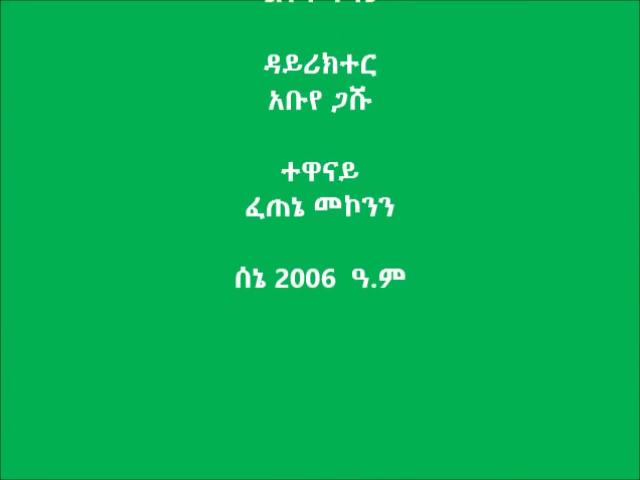 ዳይሬክተር
አቡየ ጋሹ
ተዋናይ
ፈጠኔ መኮንን
ሰኔ 2006 ዓ.ም